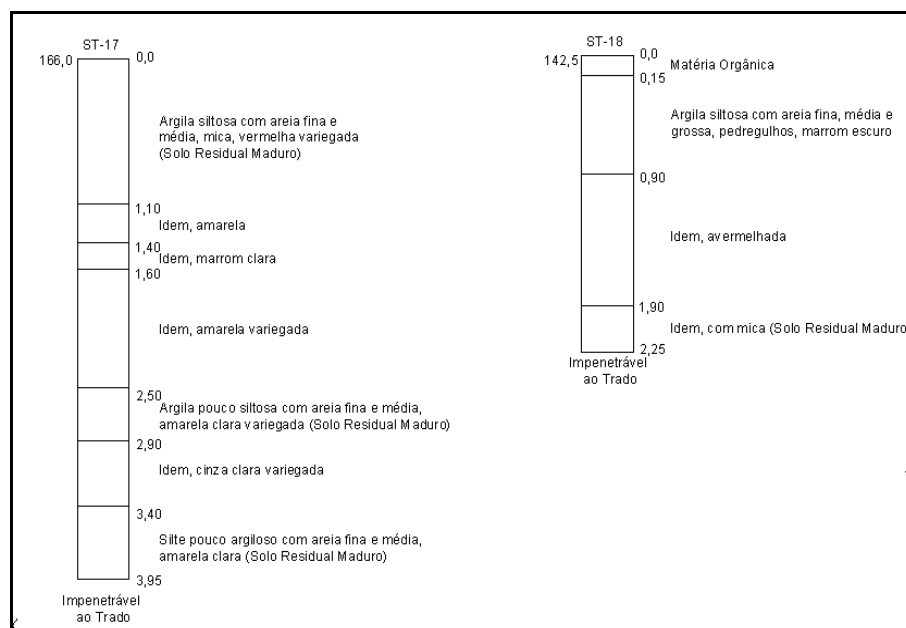 ST-17
166,0
0,0
Argila siltosa com areia fina e
média, mica, vermelha variegada
(Solo Residual Maduro)
1,10
Idem, amarela
1,40
Idem, marrom clara
1,60
Idem, amarela variegada
2,50
Argila pouco siltosa com areia fina e média,
amarela clara variegada (Solo Residual Maduro)
2,90
Idem, cinza clara variegada
3,40
Silte pouco argiloso com areia fina e média,
amarela clara (Solo Residual Maduro)
3,95
Impenetrável
ao Trado
ST-18
142,5
0,0
Matéria Orgânica
0,15
Argila siltosa com areia fina, média e
grossa, pedregulhos, marrom escuro
0,90
Idem, avermelhada
1,90
Idem, com mica (Solo Residual Maduro
2,25
Impenetrável
ao Trado